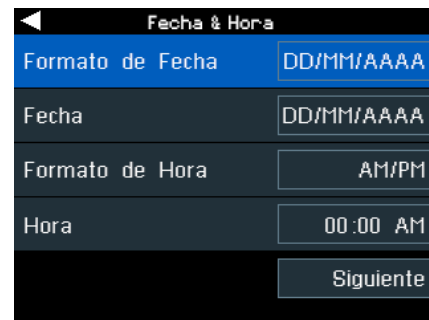 Fecha & Hora
Formato de Fecha DD/MM/AAAA
Fecha DD/MM/AAAA
Formato de Hora AM/PM
Hora 00:00 AM
Siguiente